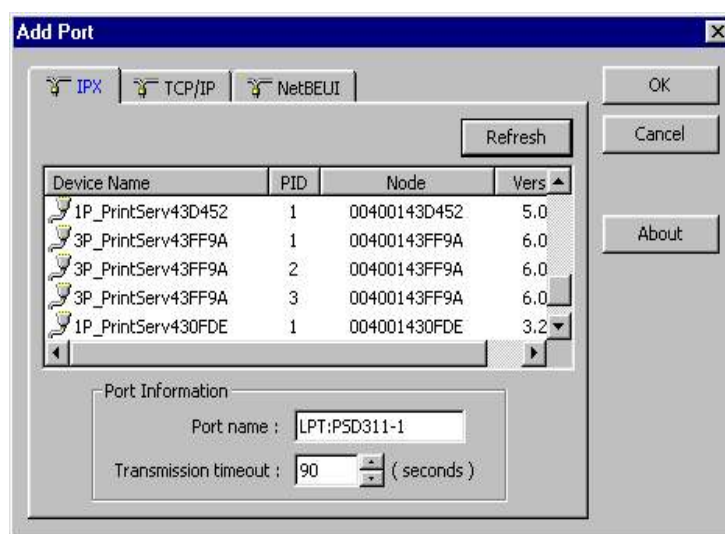 Add Port
IPX TCP/IP NetBEUI
OK
Refresh
Cancel
Device Name PID Node Vers
1P_PrintServ43D452 1 00400143D452 5.0
3P_PrintServ43FF9A 1 00400143FF9A 6.0
About
3P_PrintServ43FF9A 2 00400143FF9A 6.0
3P_PrintServ43FF9A 3 00400143FF9A 6.0
1P_PrintServ430FDE 1 004001430FDE 3.2
Port Information
Port name : LPT:PSD311-1
Transmission timeout : 90 ( seconds )